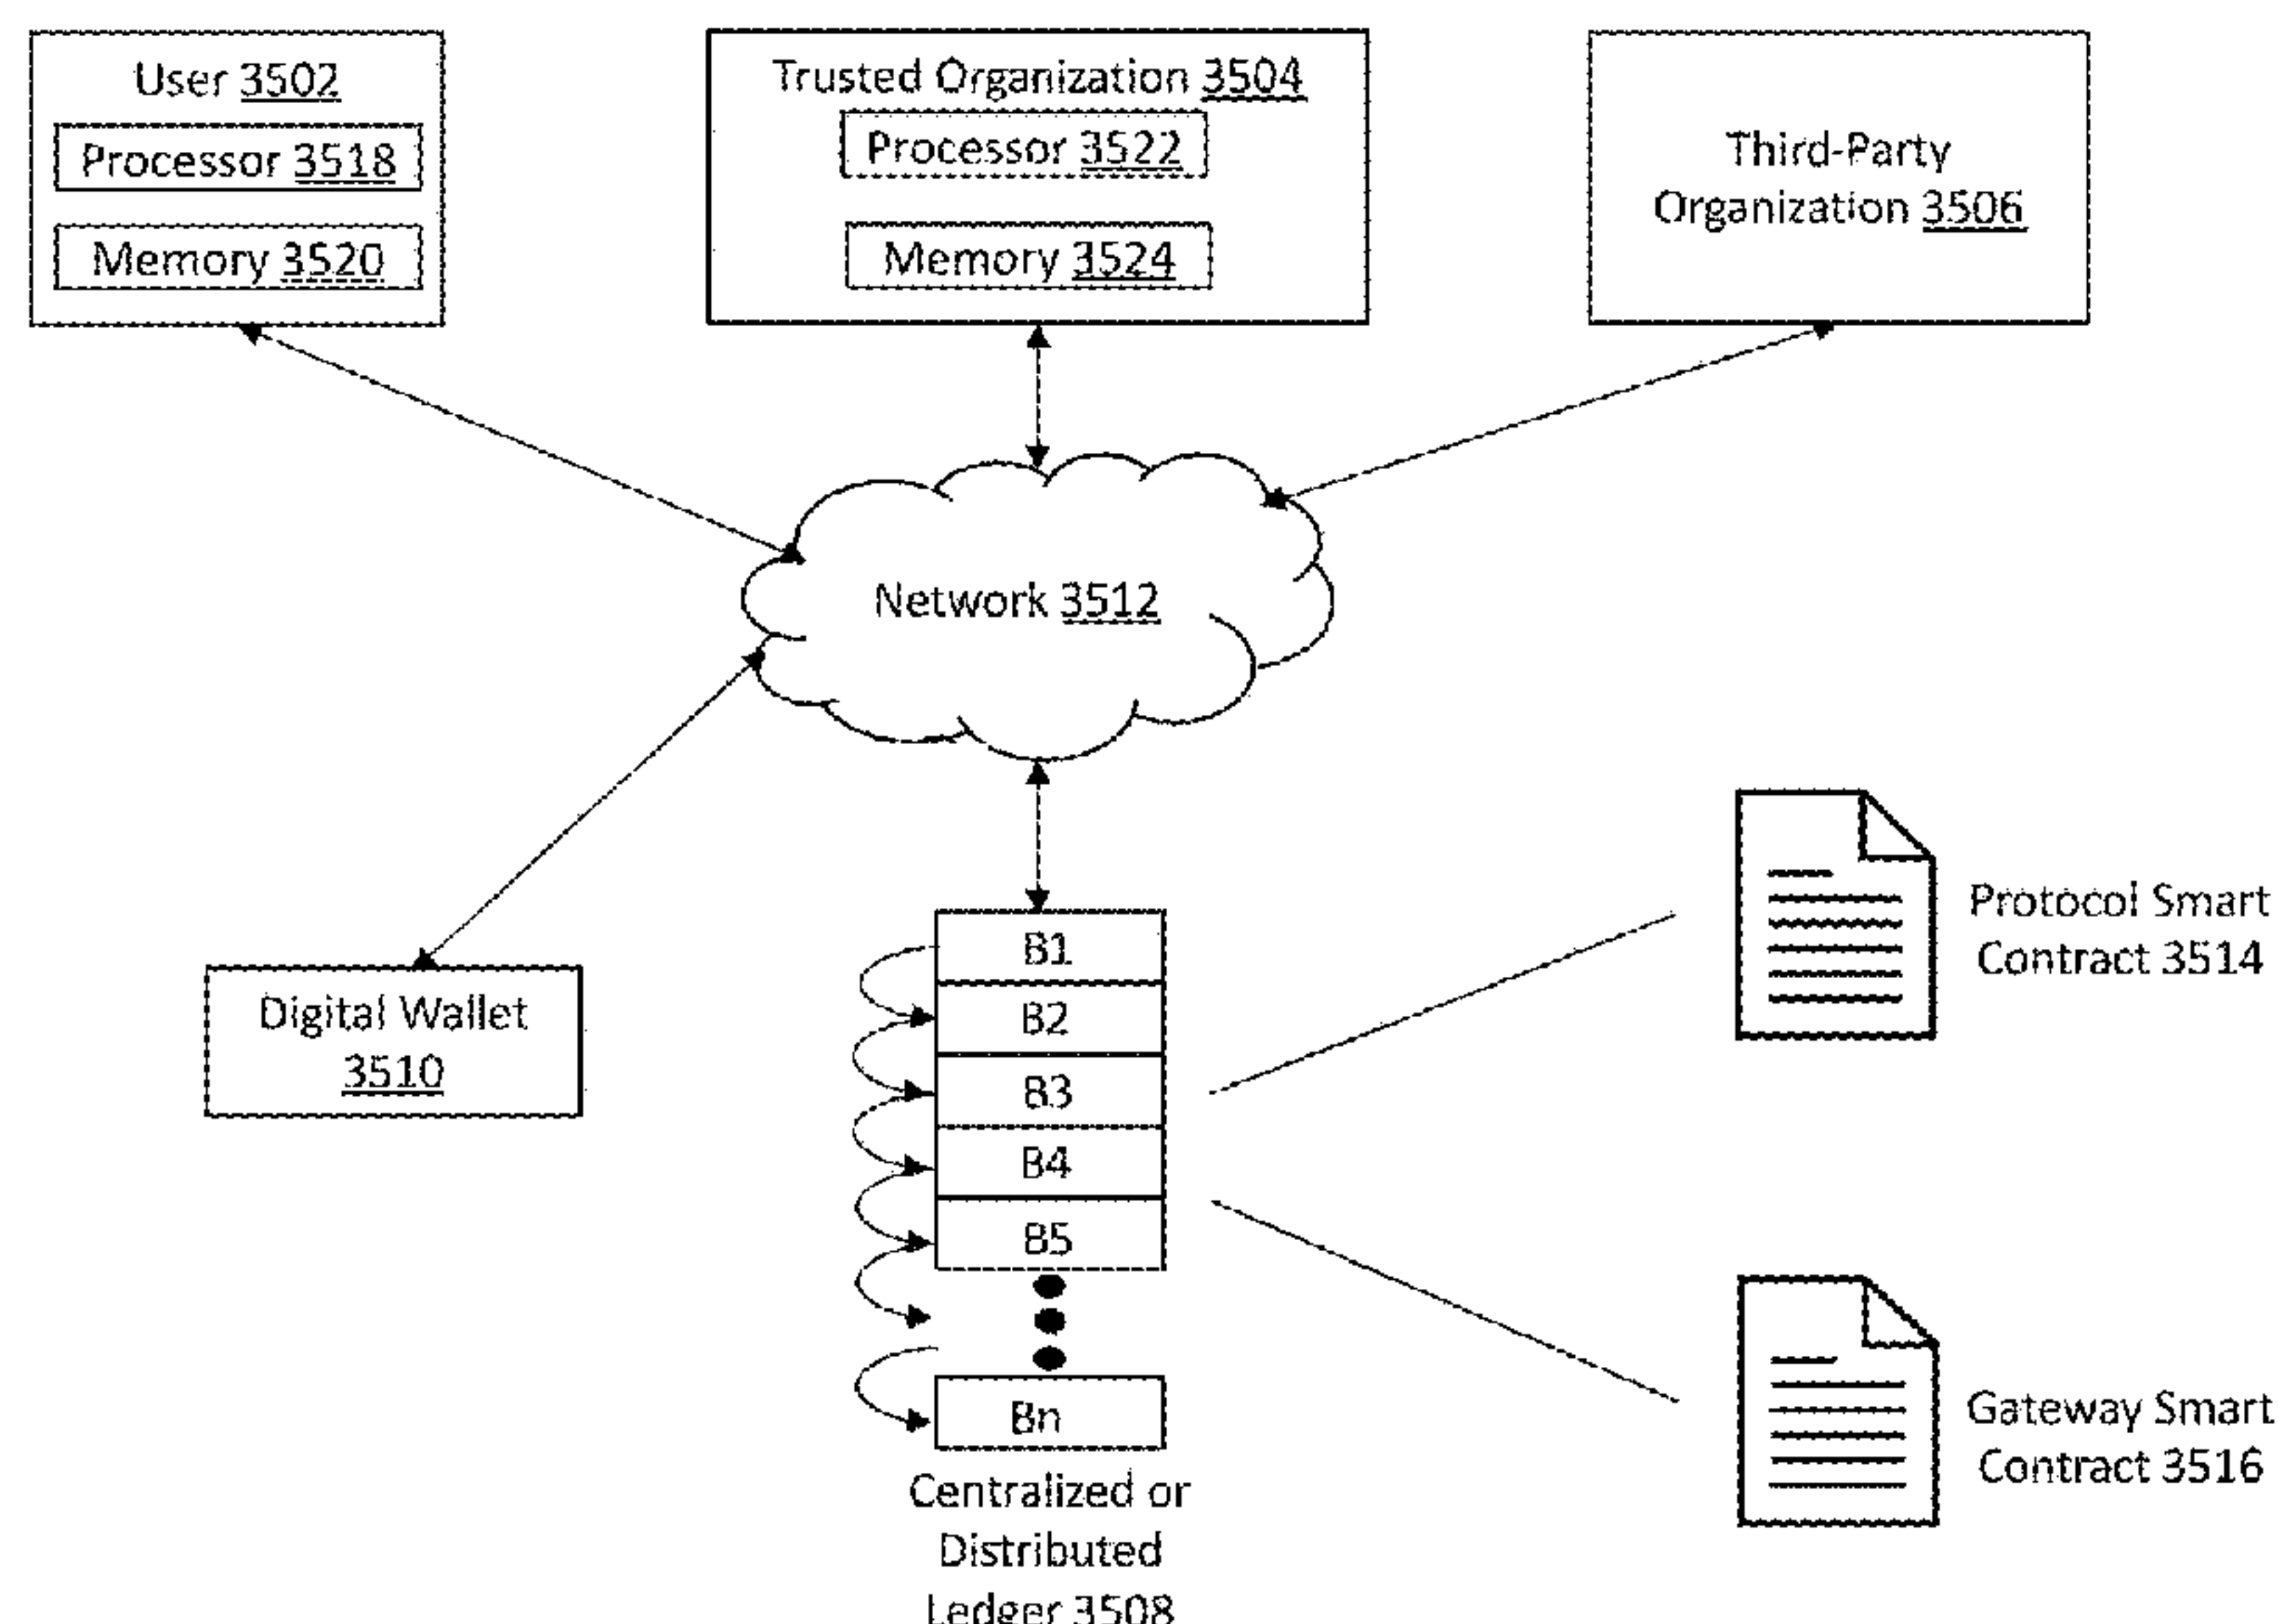 User 3502
Processor 3518
Memory 3520
Trusted Organization 3504
Processor 3522
Memory 3524
Third-Party
Organization 3506
Network 3512
Digital Wallet
3510
B1
B2
B3
B4
B5
Bn
Centralized or
Distributed
Ledger 3508
Protocol Smart
Contract 3514
Gateway Smart
Contract 3516